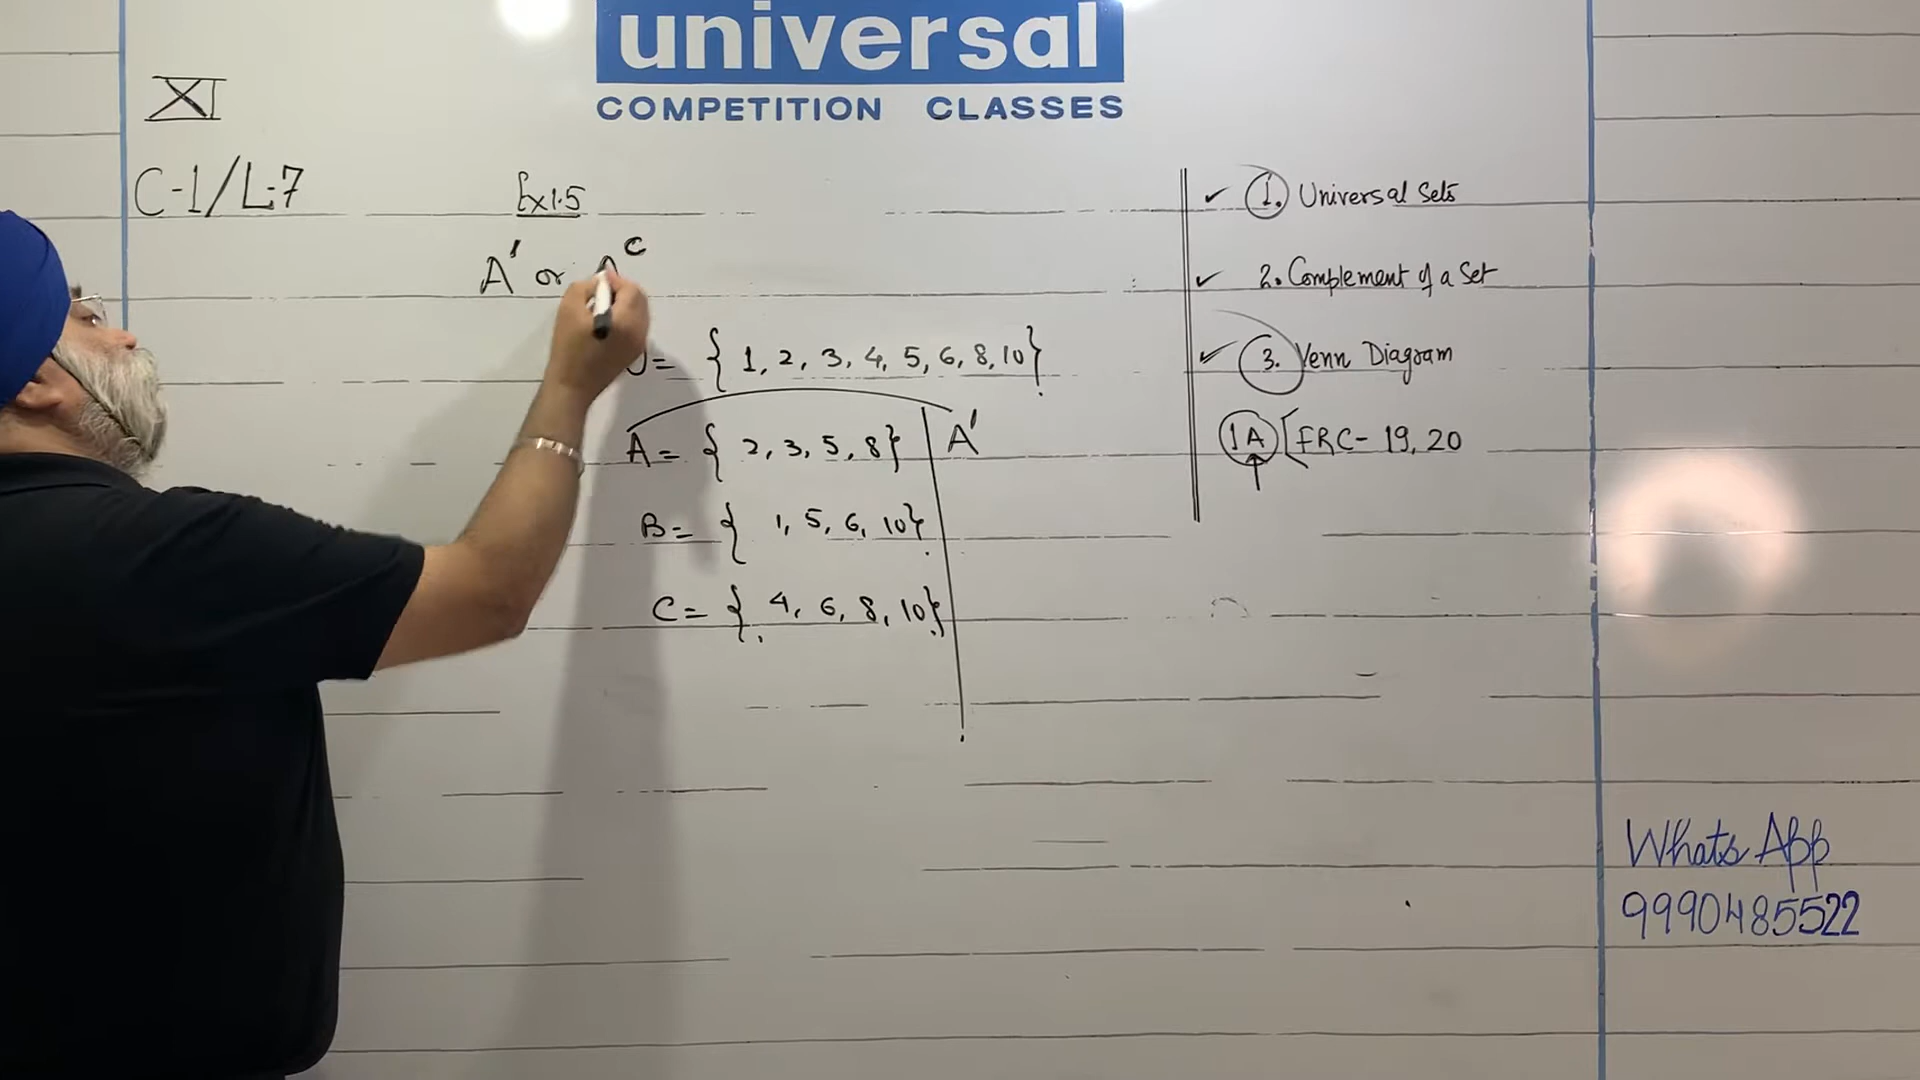 universal
COMPETITION CLASSES
XI
C-1/L-7
Ex1.5
A' or A^c
U = { 1, 2, 3, 4, 5, 6, 8, 10}
A = { 2, 3, 5, 8} A'
B = { 1, 5, 6, 10}
C = { 4, 6, 8, 10}
✓ 1. Universal Sets
✓ 2. Complement of a Set
✓ 3. Venn Diagram
1A [FRC- 19, 20
Whats App
9990485522